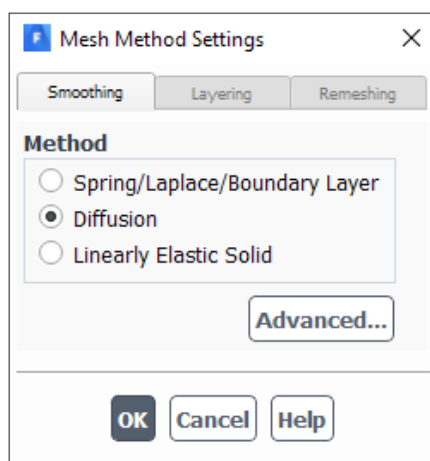 Mesh Method Settings
Smoothing Layering Remeshing
Method
Spring/Laplace/Boundary Layer
Diffusion
Linearly Elastic Solid
Advanced...
OK Cancel Help